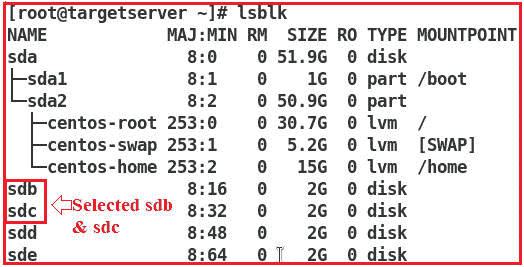 [root@targetserver ~]# lsblk
NAME MAJ:MIN RM SIZE RO TYPE MOUNTPOINT
sda 8:0 0 51.9G 0 disk
├─sda1 8:1 0 1G 0 part /boot
└─sda2 8:2 0 50.9G 0 part
├─centos-root 253:0 0 30.7G 0 lvm /
├─centos-swap 253:1 0 5.2G 0 lvm [SWAP]
└─centos-home 253:2 0 15G 0 lvm /home
sdb 8:16 0 2G 0 disk
sdc 8:32 0 2G 0 disk
Selected sdb
& sdc
sdd 8:48 0 2G 0 disk
sde 8:64 0 2G 0 disk